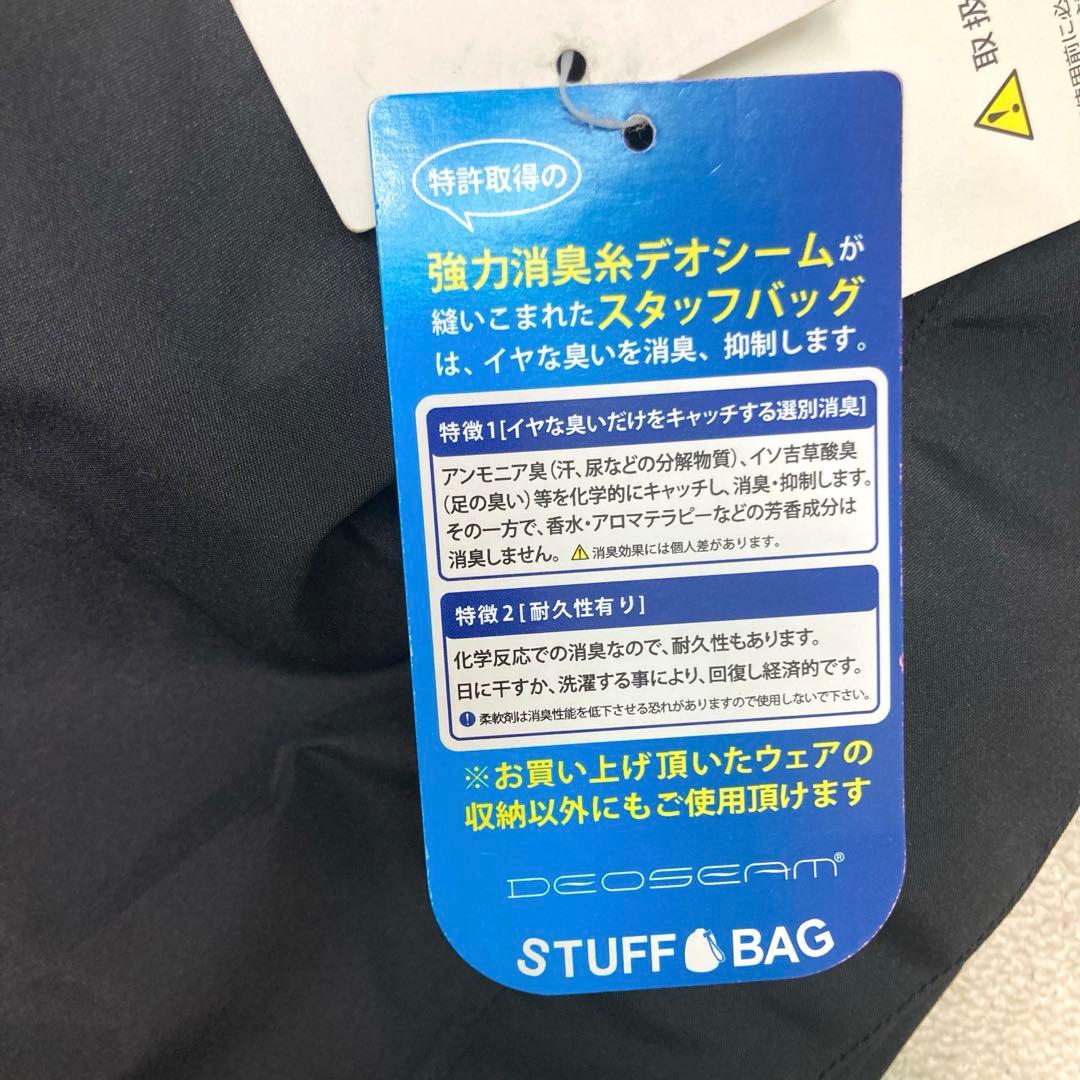 取扱
使用前に必
特許取得の
強力消臭糸デオシームが
縫いこまれたスタッフバッグ
は、イヤな臭いを消臭、抑制します。
特徴1[イヤな臭いだけをキャッチする選別消臭]
アンモニア臭(汗、尿などの分解物質)、イソ吉草酸臭
(足の臭い)等を化学的にキャッチし、消臭・抑制します。
その一方で、香水・アロマテラピーなどの芳香成分は
消臭しません。 消臭効果には個人差があります。
特徴2[耐久性有り]
化学反応での消臭なので、耐久性もあります。
日に干すか、洗濯する事により、回復し経済的です。
柔軟剤は消臭性能を低下させる恐れがありますので使用しないで下さい。
※お買い上げ頂いたウェアの
収納以外にもご使用頂けます
DEOSEAM®
STUFF BAG